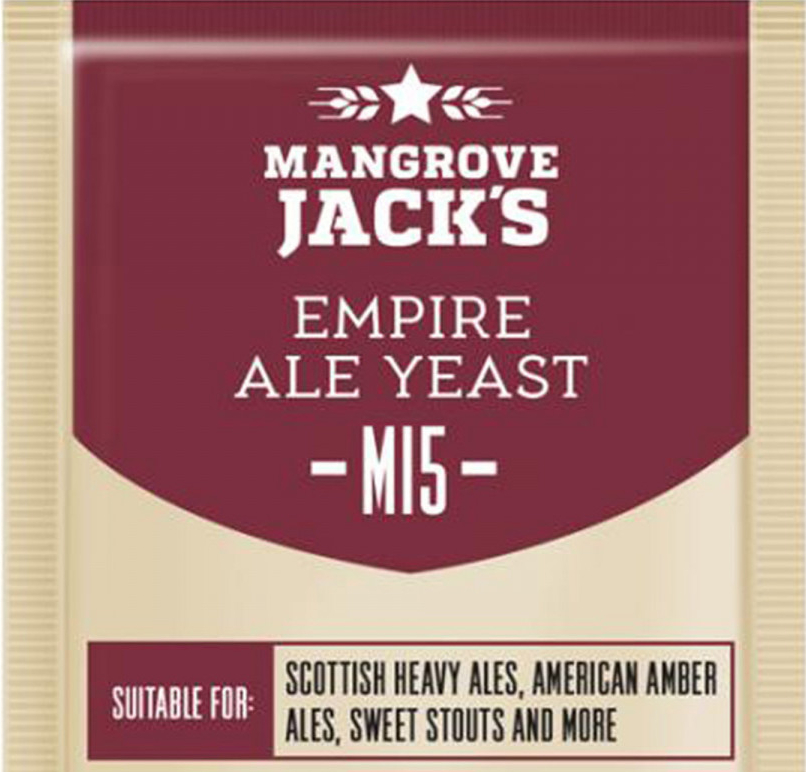 MANGROVE
JACK'S
EMPIRE
ALE YEAST
- M15 -
SUITABLE FOR:
SCOTTISH HEAVY ALES, AMERICAN AMBER
ALES, SWEET STOUTS AND MORE